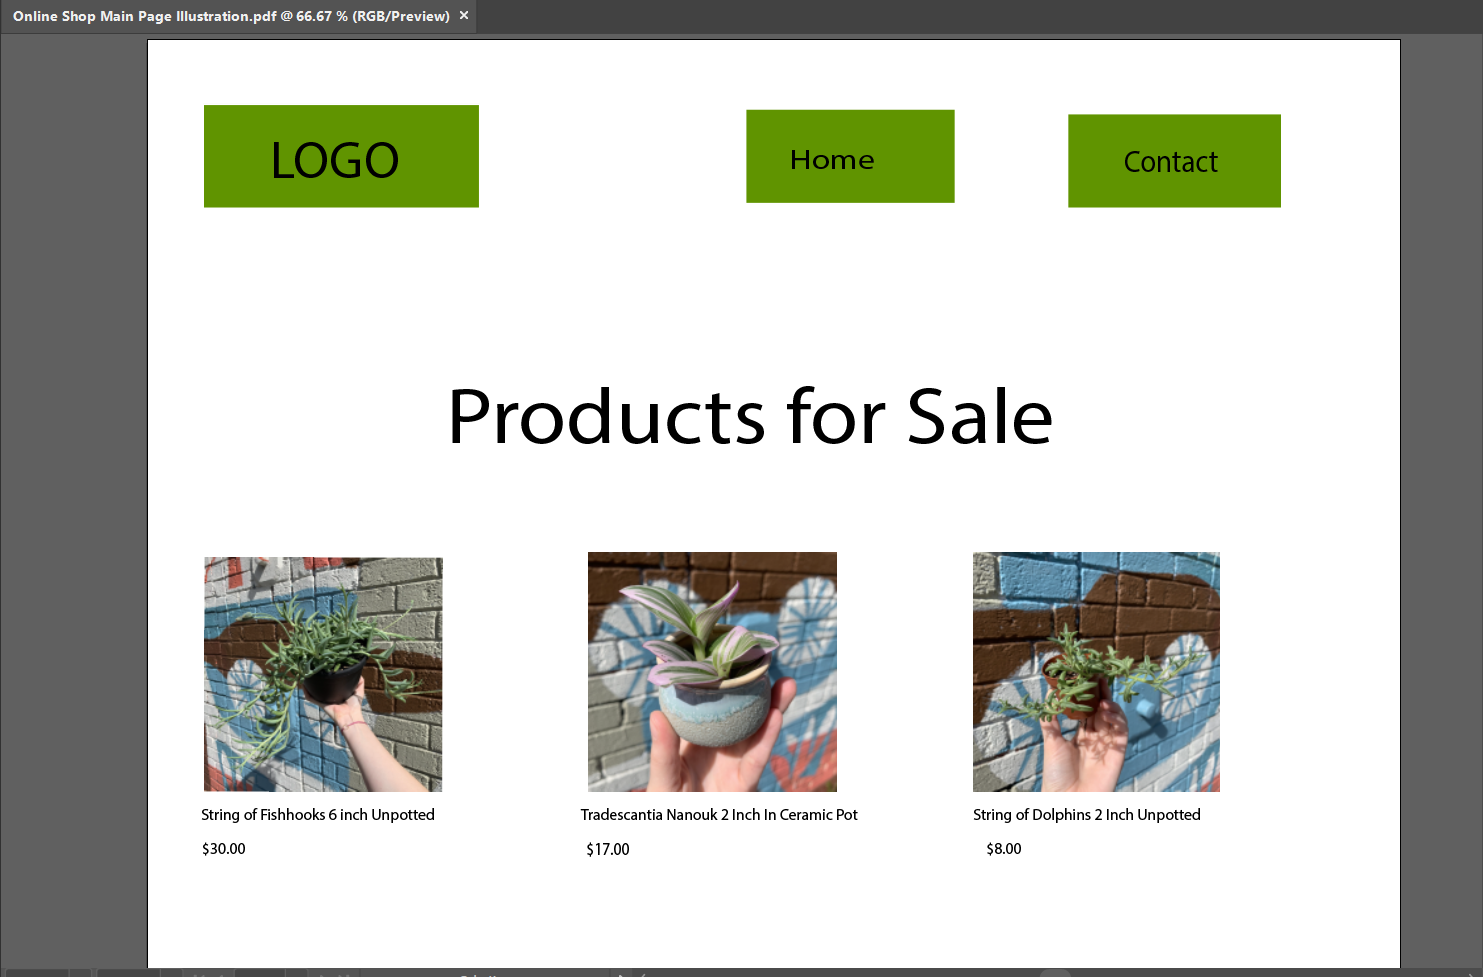 Online Shop Main Page Illustration.pdf @ 66.67 % (RGB/Preview) ×
LOGO
Home
Contact
Products for Sale
String of Fishhooks 6 inch Unpotted
$30.00
Tradescantia Nanouk 2 Inch In Ceramic Pot
$17.00
String of Dolphins 2 Inch Unpotted
$8.00